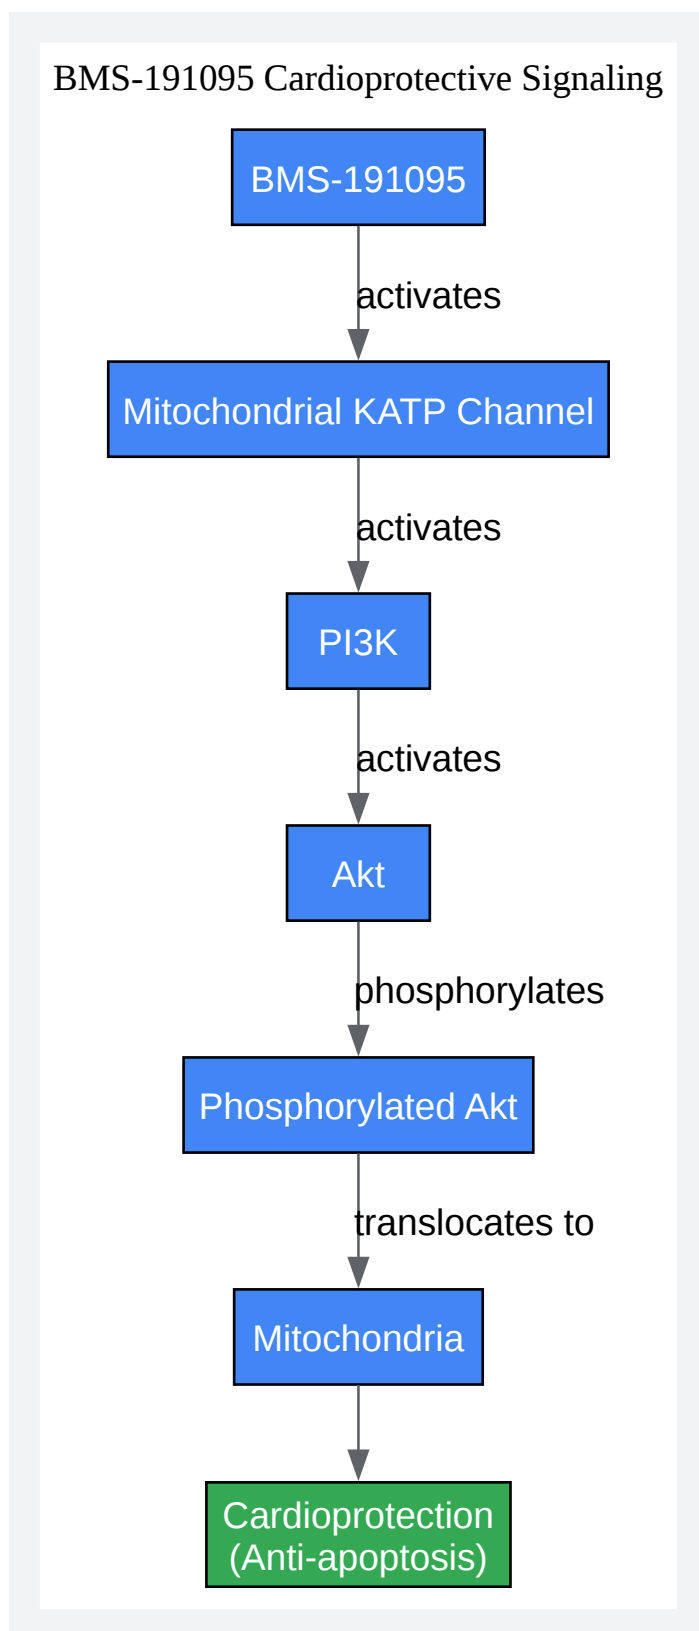 BMS-191095 Cardioprotective Signaling
BMS-191095
activates
Mitochondrial KATP Channel
activates
PI3K
activates
Akt
phosphorylates
Phosphorylated Akt
translocates to
Mitochondria
Cardioprotection
(Anti-apoptosis)